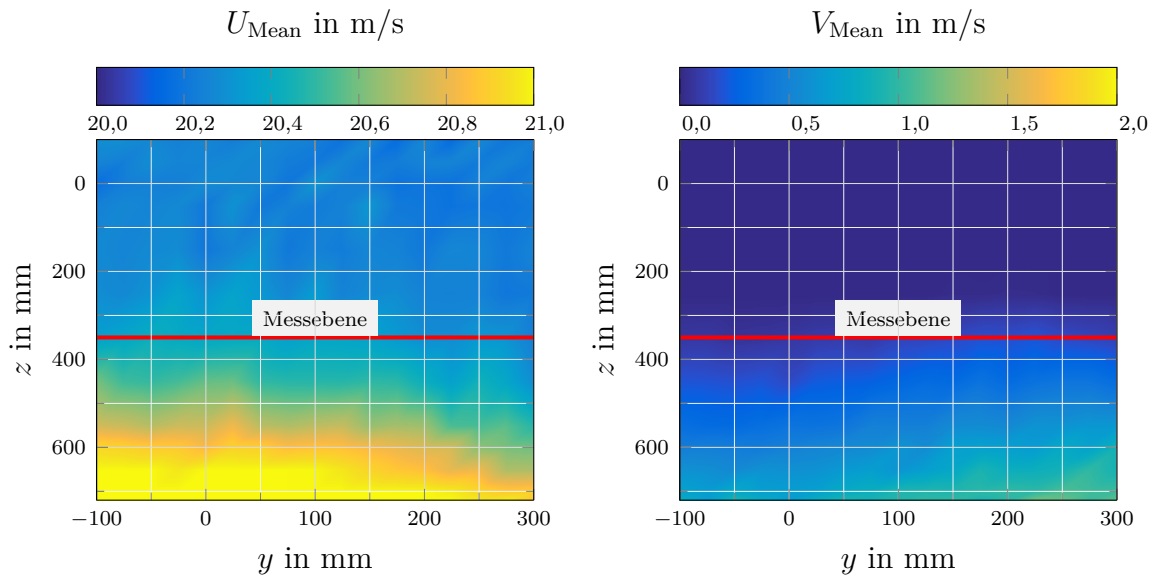 U_Mean in m/s
20,0 20,2 20,4 20,6 20,8 21,0
0
200
400
600
z in mm
Messebene
−100 0 100 200 300
y in mm
V_Mean in m/s
0,0 0,5 1,0 1,5 2,0
0
200
400
600
z in mm
Messebene
−100 0 100 200 300
y in mm